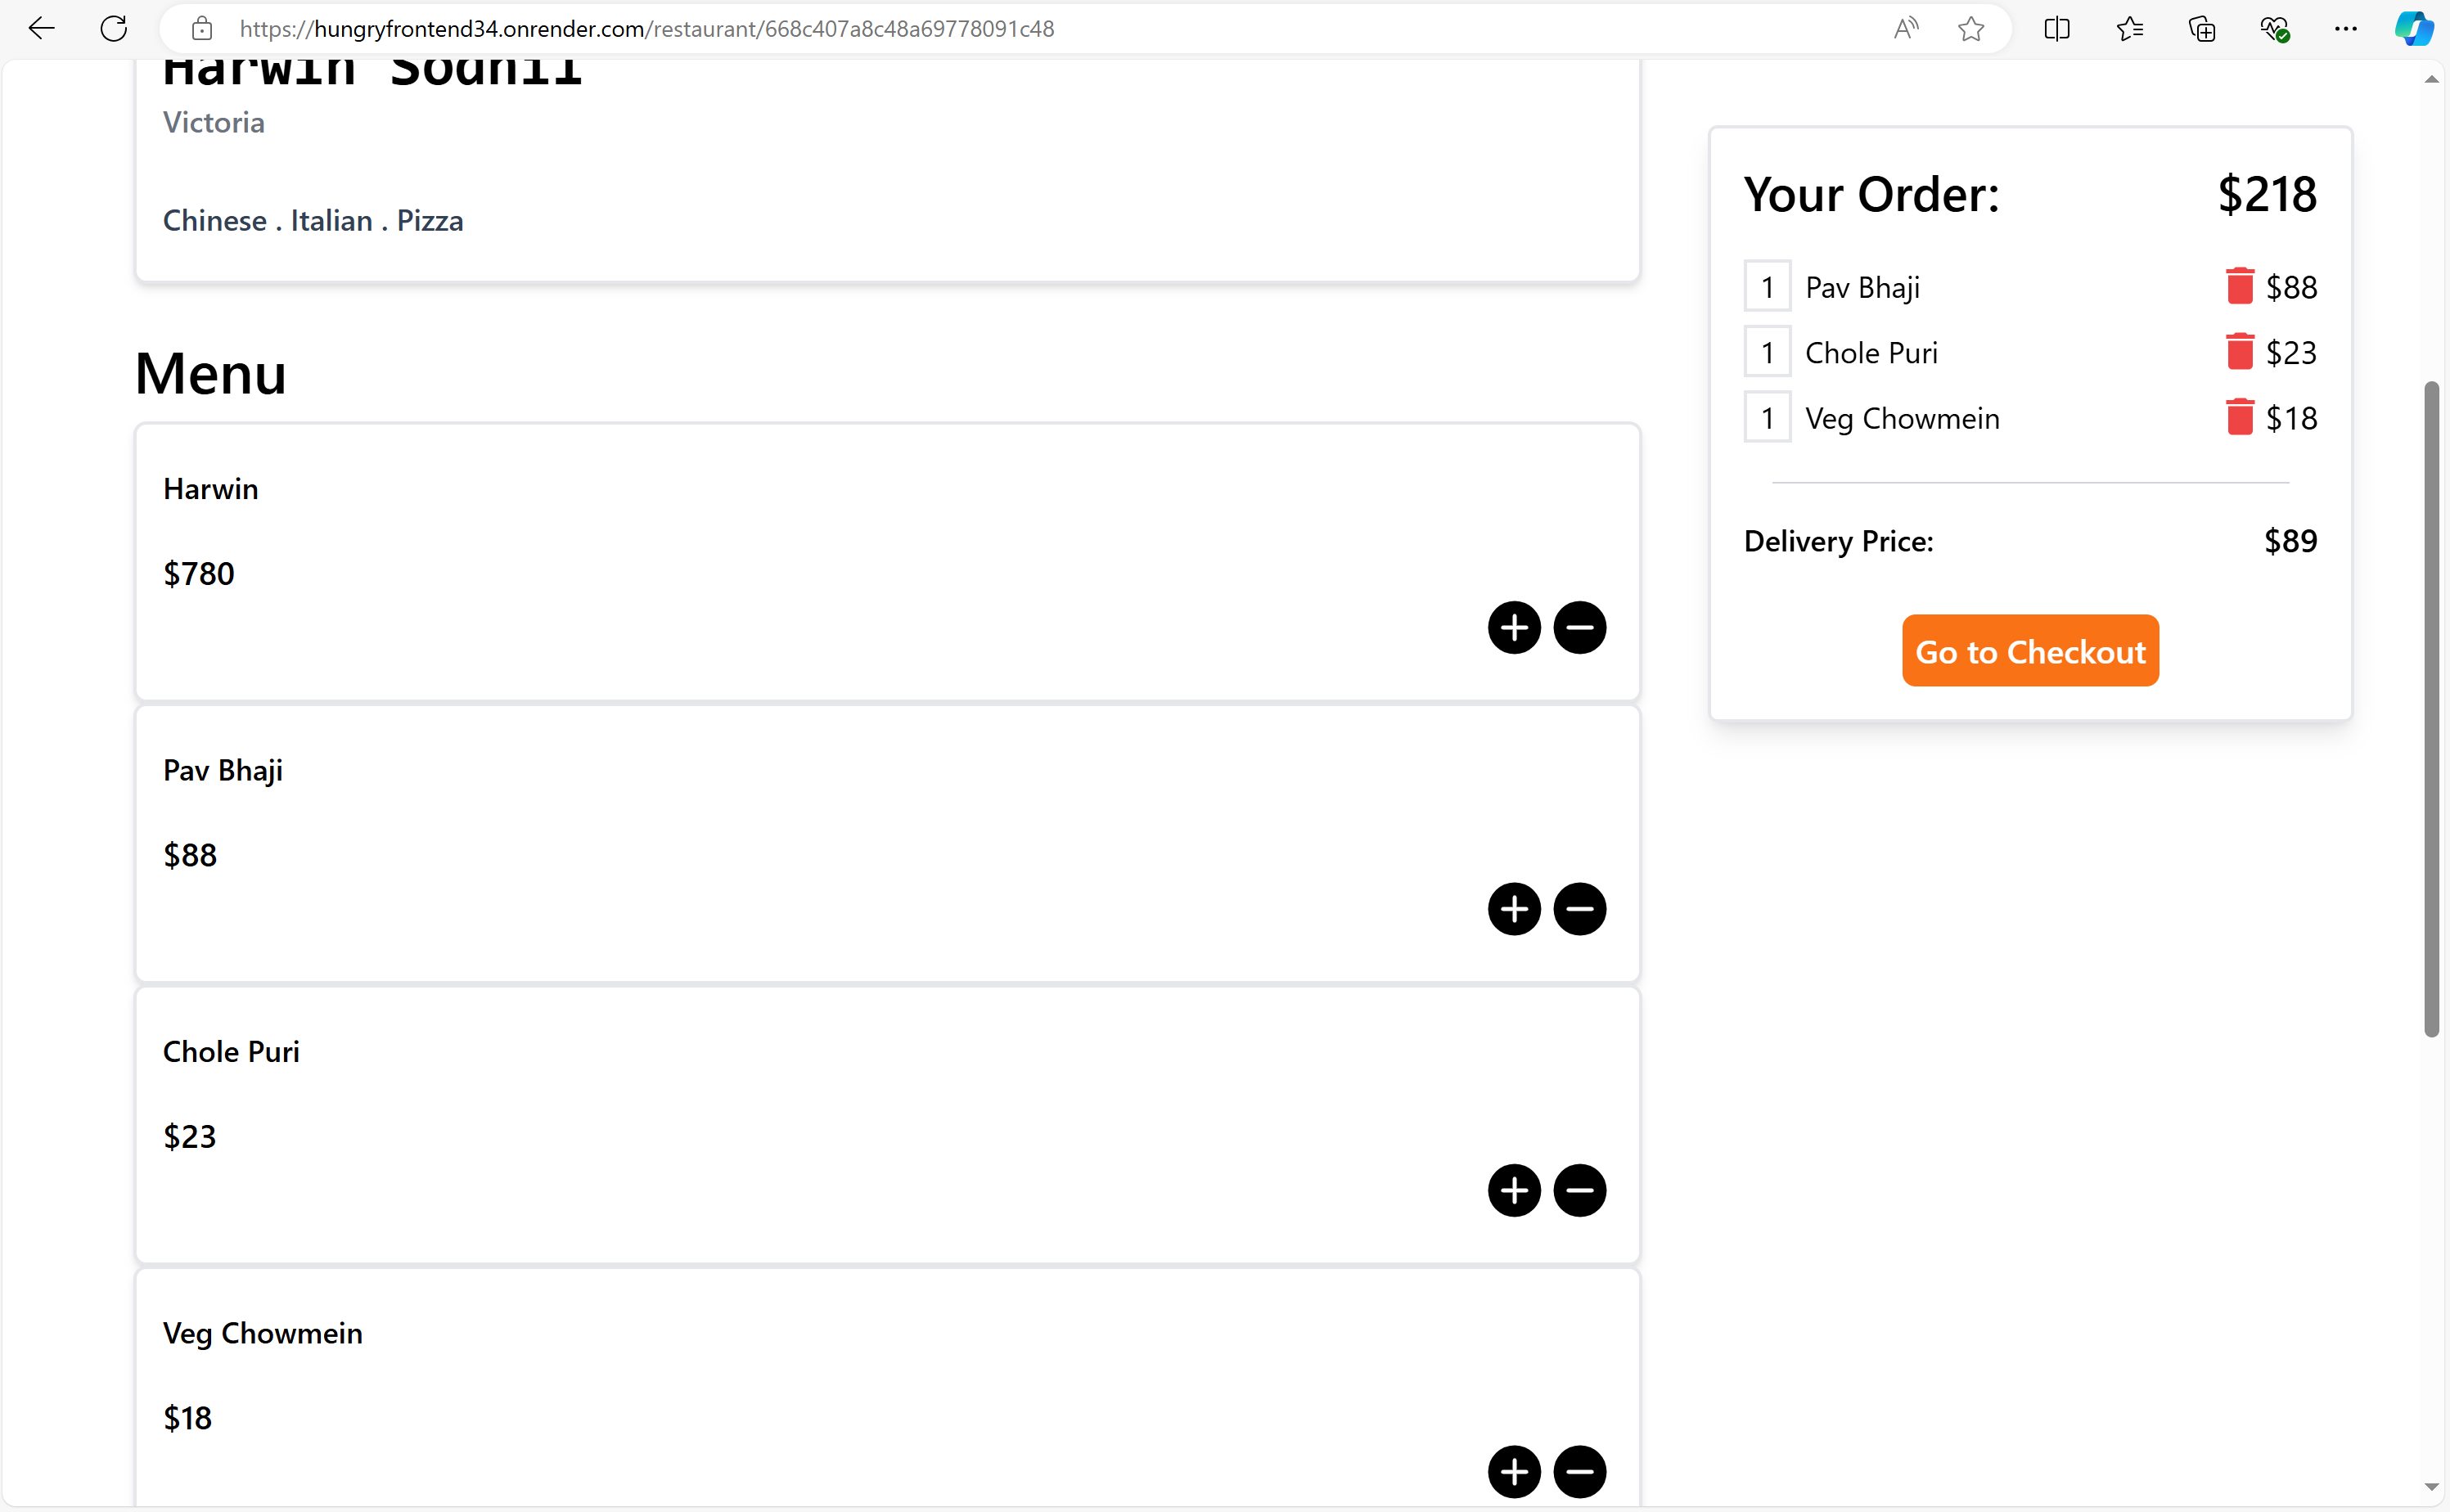 https://hungryfrontend34.onrender.com/restaurant/668c407a8c48a69778091c48
Harwin Sodhii
Victoria
Chinese . Italian . Pizza
Menu
Harwin
$780
Pav Bhaji
$88
Chole Puri
$23
Veg Chowmein
$18
Your Order: $218
1 Pav Bhaji $88
1 Chole Puri $23
1 Veg Chowmein $18
Delivery Price: $89
Go to Checkout